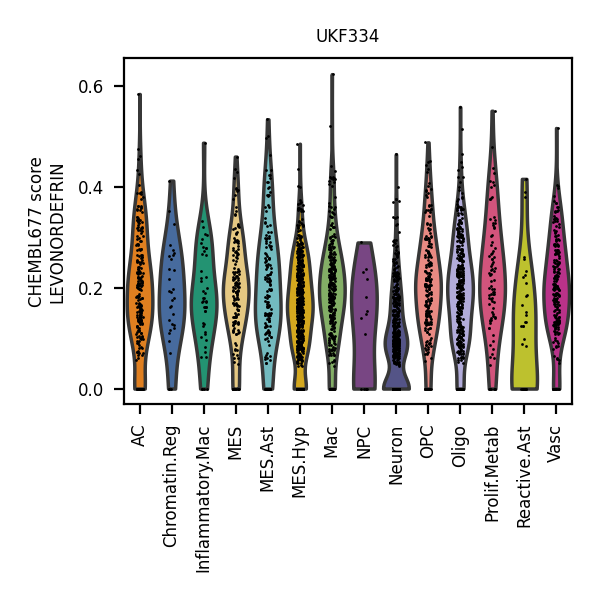 UKF334
CHEMBL677 score
LEVONORDEFRIN
0.6
0.4
0.2
0.0
AC
Chromatin.Reg
Inflammatory.Mac
MES
MES.Ast
MES.Hyp
Mac
NPC
Neuron
OPC
Oligo
Prolif.Metab
Reactive.Ast
Vasc